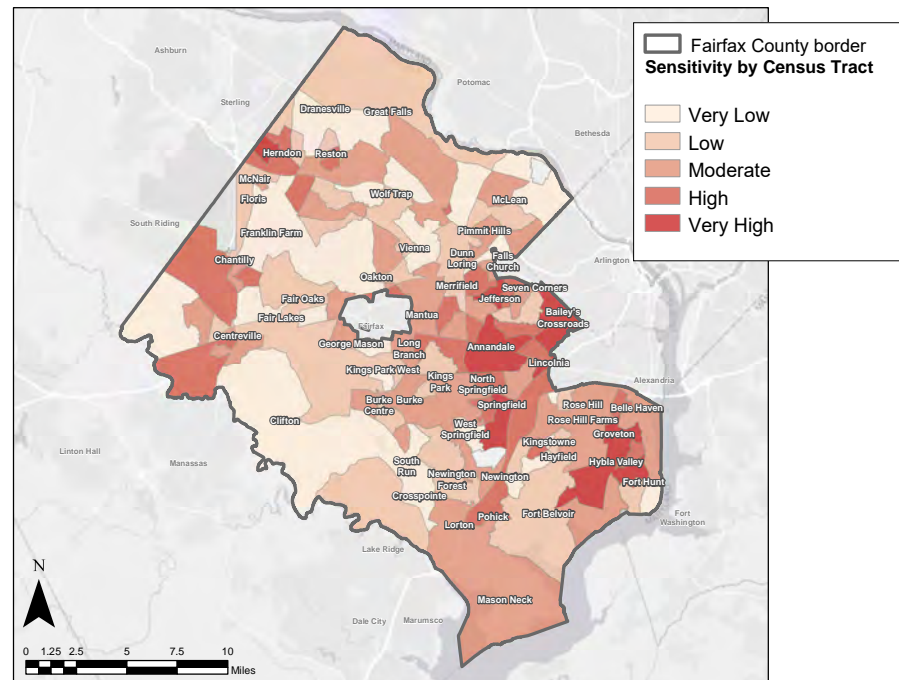 Fairfax County border
Sensitivity by Census Tract
Very Low
Low
Moderate
High
Very High
Ashburn
Potomac
Sterling
Dranesville
Great Falls
Bethesda
Herndon
Reston
McNair
Floris
Wolf Trap
McLean
South Riding
Franklin Farm
Pimmit Hills
Vienna
Dunn
Loring
Falls
Church
Arlington
Chantilly
Oakton
Merrifield
Seven Corners
Jefferson
Fair Oaks
Bailey's
Crossroads
Fair Lakes
Mantua
Fairfax
Centreville
George Mason
Long
Branch
Annandale
Lincolnia
Kings Park West
Kings
Park
North
Springfield
Alexandria
Burke
Centre
Burke
Springfield
Rose Hill
Belle Haven
Clifton
West
Springfield
Rose Hill Farms
Groveton
Kingstowne
Hayfield
Linton Hall
Manassas
South
Run
Newington
Forest
Newington
Hybla Valley
Fort Hunt
Crosspointe
Pohick
Fort Belvoir
Fort
Washington
Lorton
Lake Ridge
Mason Neck
Dale City
Marumsco
N
0 1.25 2.5 5 7.5 10
Miles